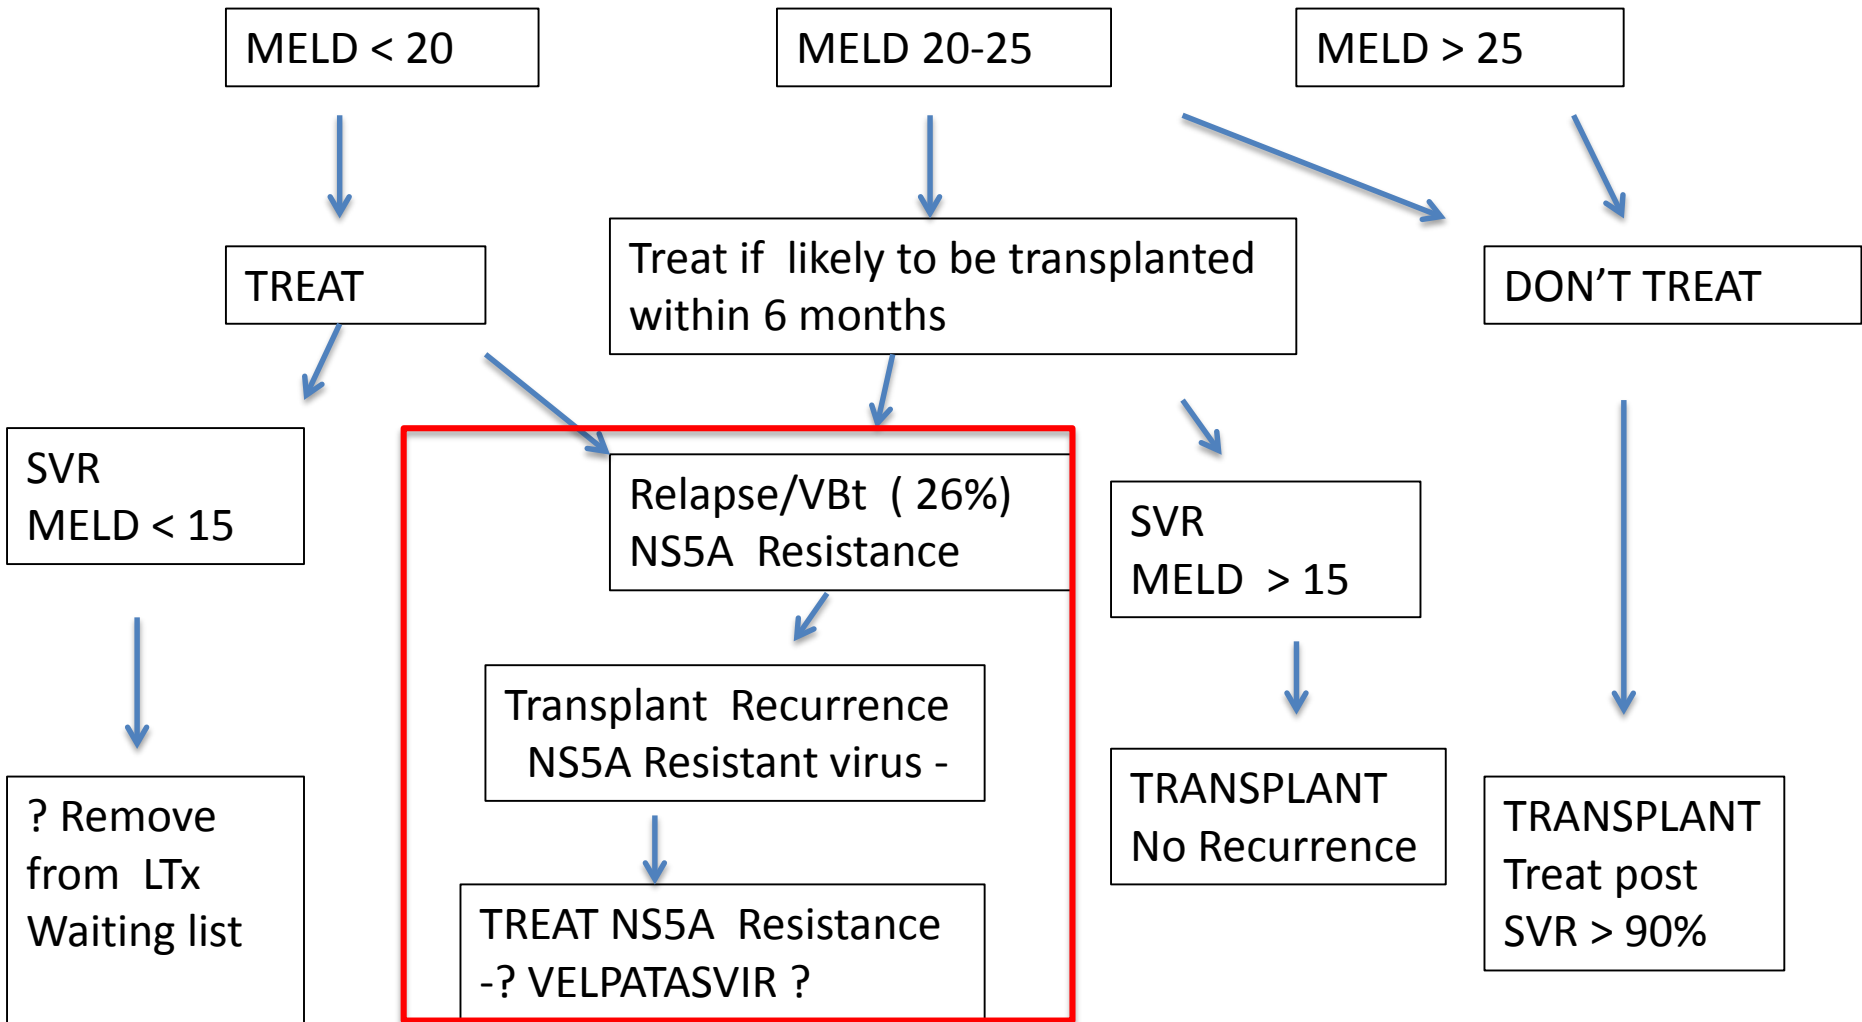 MELD < 20
MELD 20-25
MELD > 25
TREAT
Treat if likely to be transplanted
within 6 months
DON’T TREAT
SVR
MELD < 15
Relapse/VBt ( 26%)
NS5A Resistance
SVR
MELD > 15
Transplant Recurrence
NS5A Resistant virus -
? Remove
from LTx
Waiting list
TREAT NS5A Resistance
-? VELPATASVIR ?
TRANSPLANT
No Recurrence
TRANSPLANT
Treat post
SVR > 90%